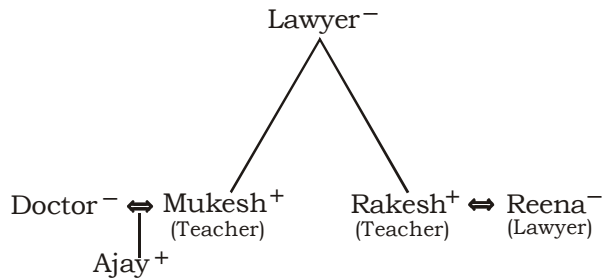 Lawyer⁻
Doctor⁻ ⇔ Mukesh⁺ Rakesh⁺ ⇔ Reena⁻
(Teacher) (Teacher) (Lawyer)
Ajay⁺